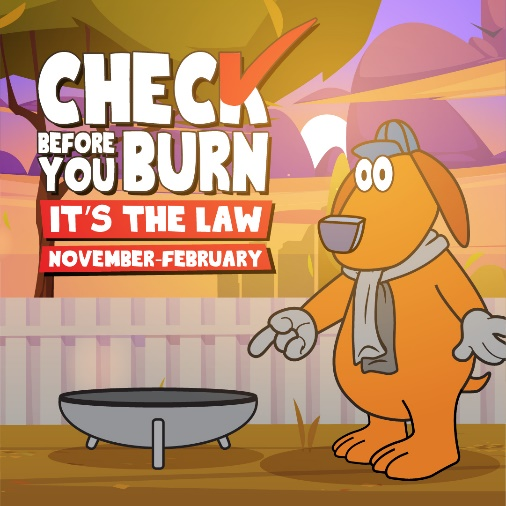 CHECK
BEFORE
YOU BURN
IT'S THE LAW
NOVEMBER-FEBRUARY